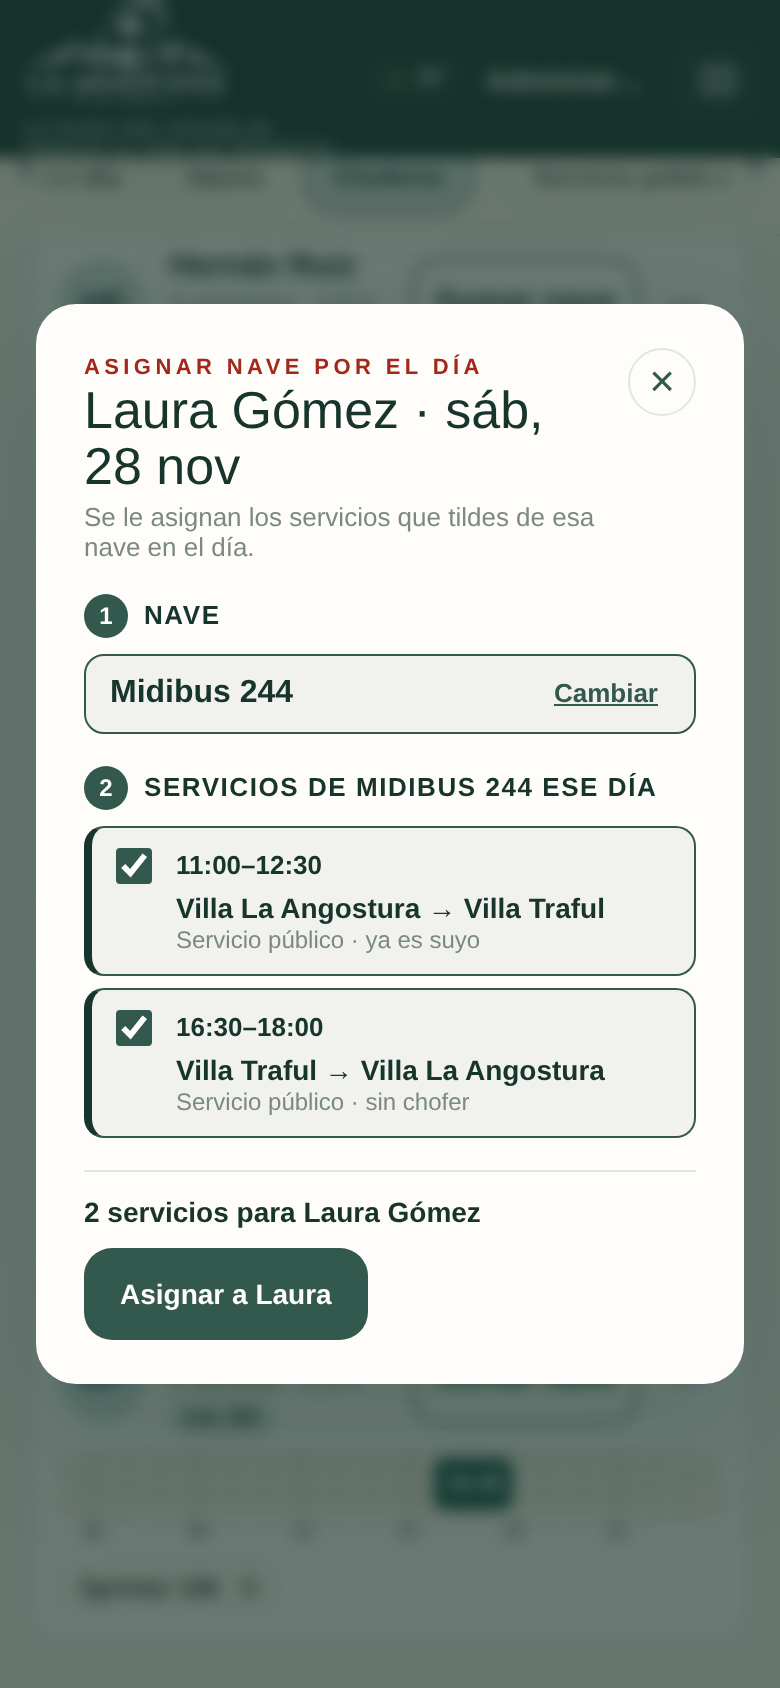 ASIGNAR NAVE POR EL DÍA
Laura Gómez · sáb,
28 nov
Se le asignan los servicios que tildes de esa
nave en el día.
1 NAVE
Midibus 244 Cambiar
2 SERVICIOS DE MIDIBUS 244 ESE DÍA
11:00–12:30
Villa La Angostura → Villa Traful
Servicio público · ya es suyo
16:30–18:00
Villa Traful → Villa La Angostura
Servicio público · sin chofer
2 servicios para Laura Gómez
Asignar a Laura